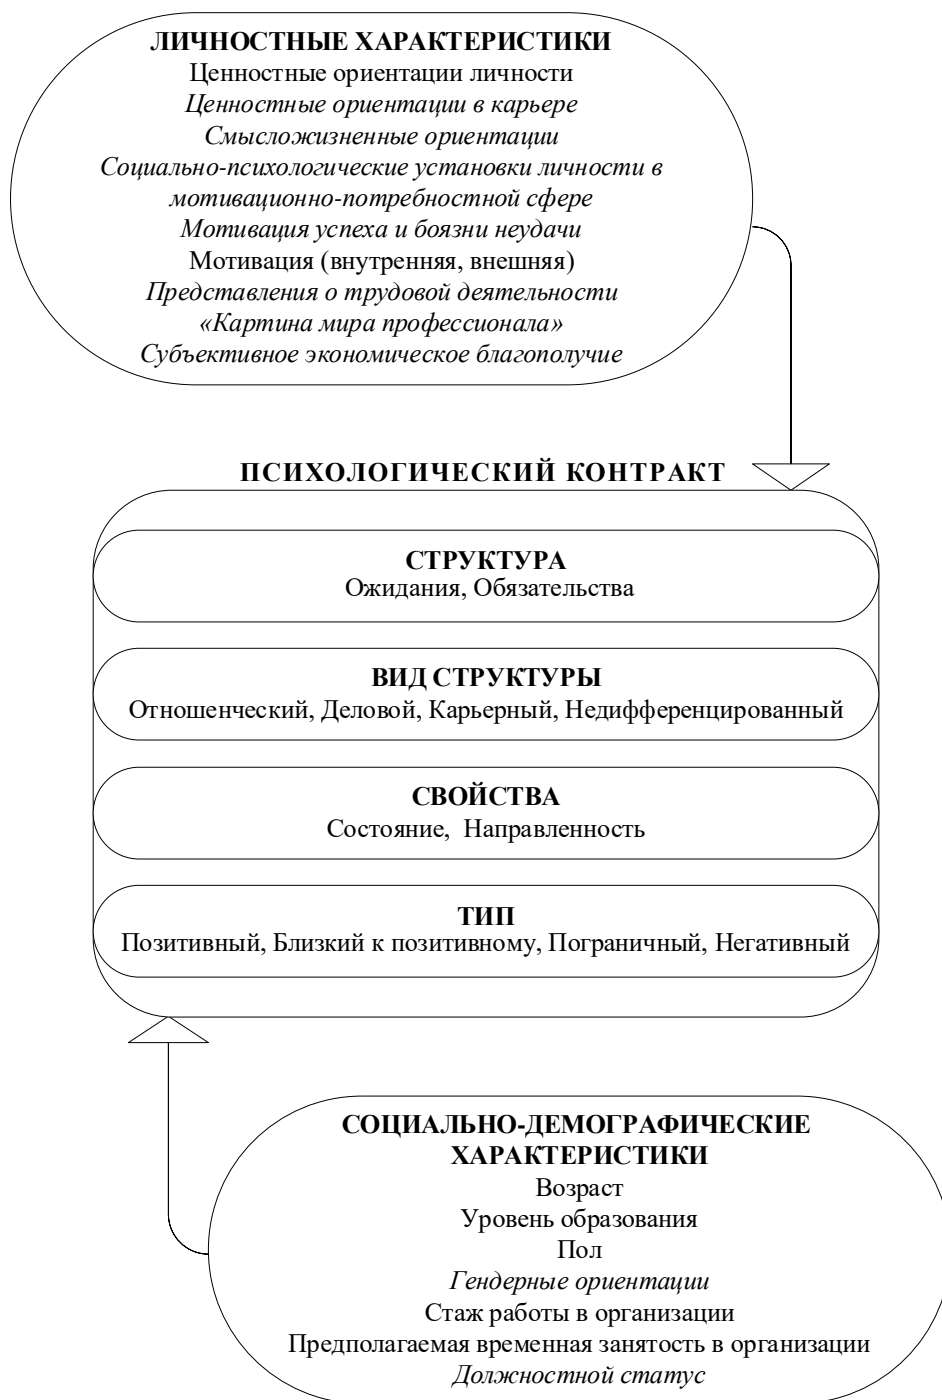 ЛИЧНОСТНЫЕ ХАРАКТЕРИСТИКИ
Ценностные ориентации личности
Ценностные ориентации в карьере
Смысложизненные ориентации
Социально-психологические установки личности в
мотивационно-потребностной сфере
Мотивация успеха и боязни неудачи
Мотивация (внутренняя, внешняя)
Представления о трудовой деятельности
«Картина мира профессионала»
Субъективное экономическое благополучие
ПСИХОЛОГИЧЕСКИЙ КОНТРАКТ
СТРУКТУРА
Ожидания, Обязательства
ВИД СТРУКТУРЫ
Отношенческий, Деловой, Карьерный, Недифференцированный
СВОЙСТВА
Состояние, Направленность
ТИП
Позитивный, Близкий к позитивному, Пограничный, Негативный
СОЦИАЛЬНО-ДЕМОГРАФИЧЕСКИЕ
ХАРАКТЕРИСТИКИ
Возраст
Уровень образования
Пол
Гендерные ориентации
Стаж работы в организации
Предполагаемая временная занятость в организации
Должностной статус